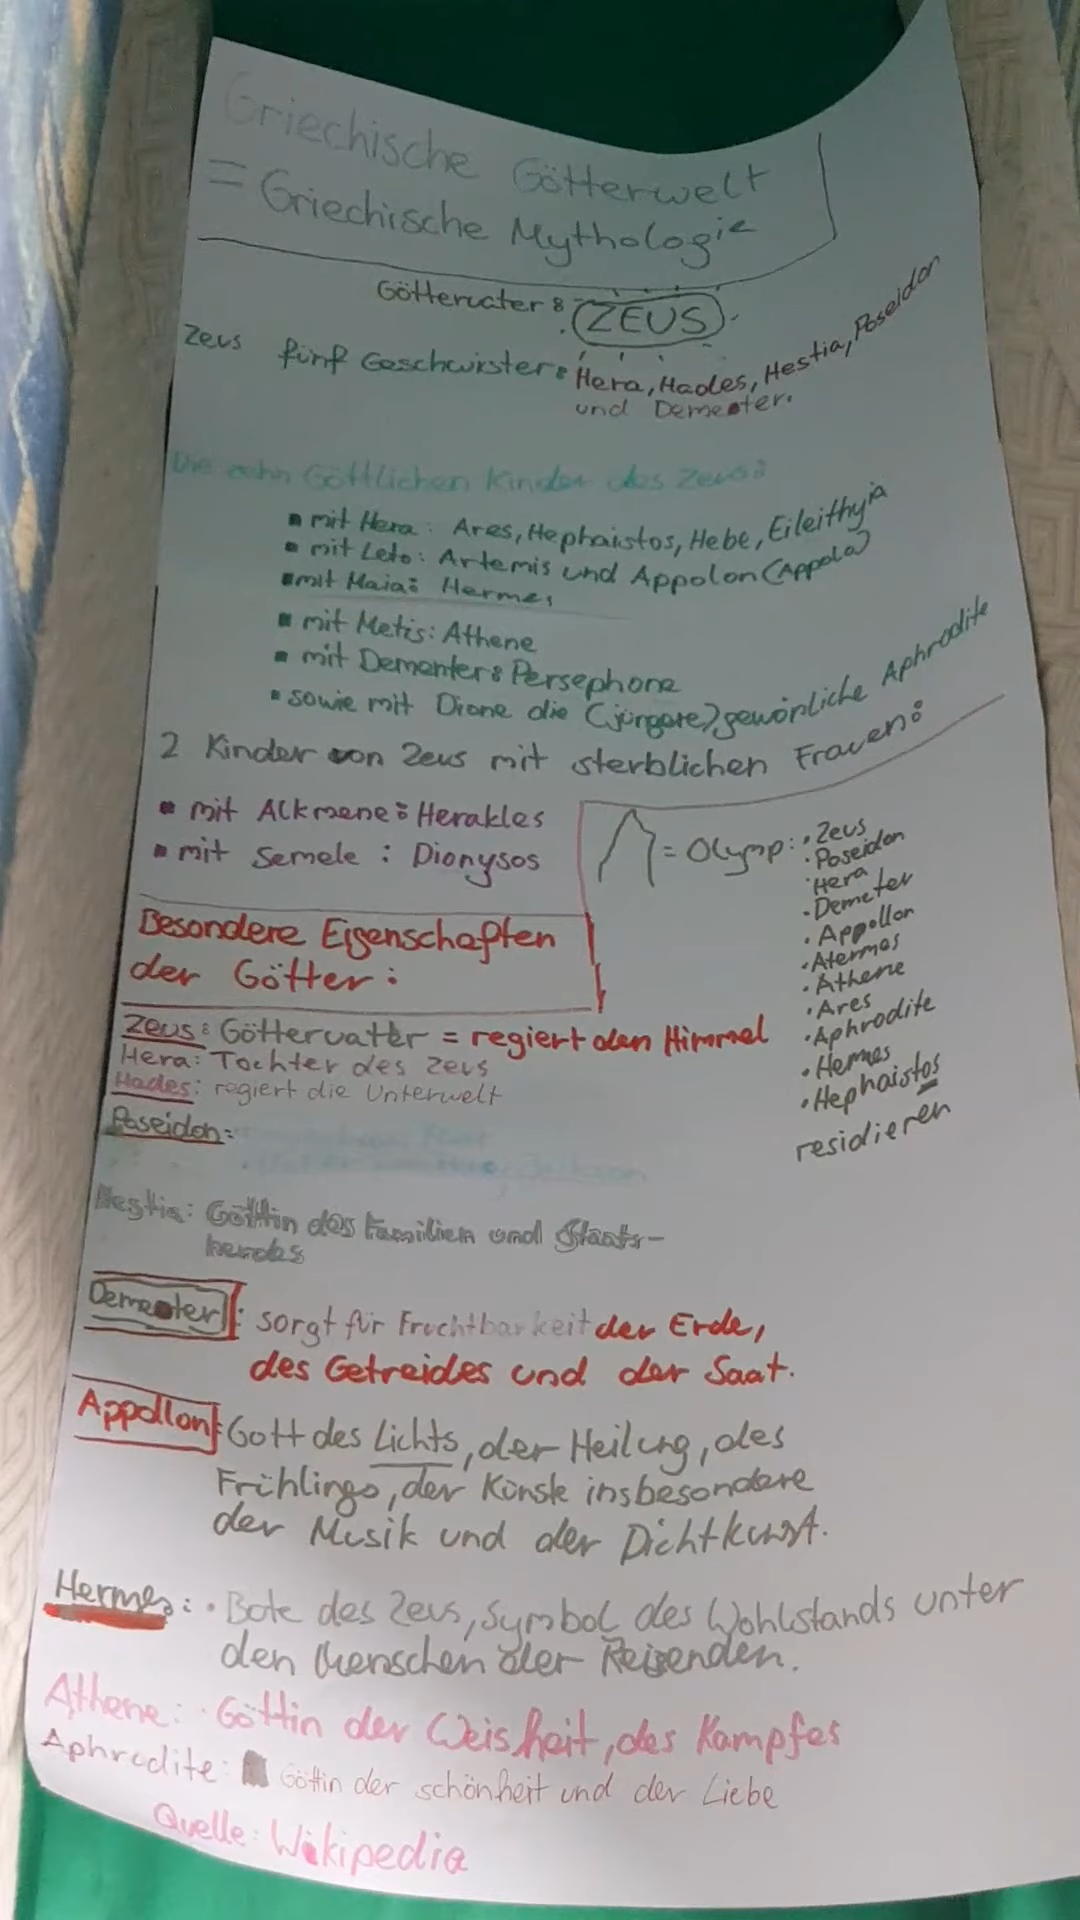 Griechische Götterwelt
= Griechische Mythologie
Göttervater: ZEUS
Zeus fünf Geschwister: Hera, Hades, Hestia, Poseidon
und Demeter.
Die zehn Göttlichen Kinder des Zeus:
▪ mit Hera: Ares, Hephaistos, Hebe, Eileithyia
▪ mit Leto: Artemis und Appolon (Appola)
▪ mit Maia: Hermes
▪ mit Metis: Athene
▪ mit Dementer: Persephone
▪ sowie mit Dione die (jüngere) gewönliche Aphrodite
2 Kinder von Zeus mit sterblichen Frauen:
▪ mit Alkmene: Herakles
▪ mit Semele : Dionysos
= Olymp: • Zeus
• Poseidon
• Hera
• Demeter
• Appollon
• Atermes
• Athene
• Ares
• Aphrodite
• Hermes
• Hephaistos
residieren
Besondere Eigenschaften
der Götter:
Zeus: Göttervater = regiert den Himmel
Hera: Tochter des Zeus
Hades: regiert die Unterwelt
Poseidon:
Hestia: Göttin des Familien und Staats-
herdes
Demeter: sorgt für Fruchtbarkeit der Erde,
des Getreides und der Saat.
Appollon: Gott des Lichts, der Heilung, des
Frühlings, der Künste insbesondere
der Musik und der Dichtkunst.
Hermes: • Bote des Zeus, Symbol des Wohlstands unter
den Menschen der Reisenden.
Athene: • Göttin der Weisheit, des Kampfes
Aphrodite: Göttin der schönheit und der Liebe
Quelle: Wikipedia